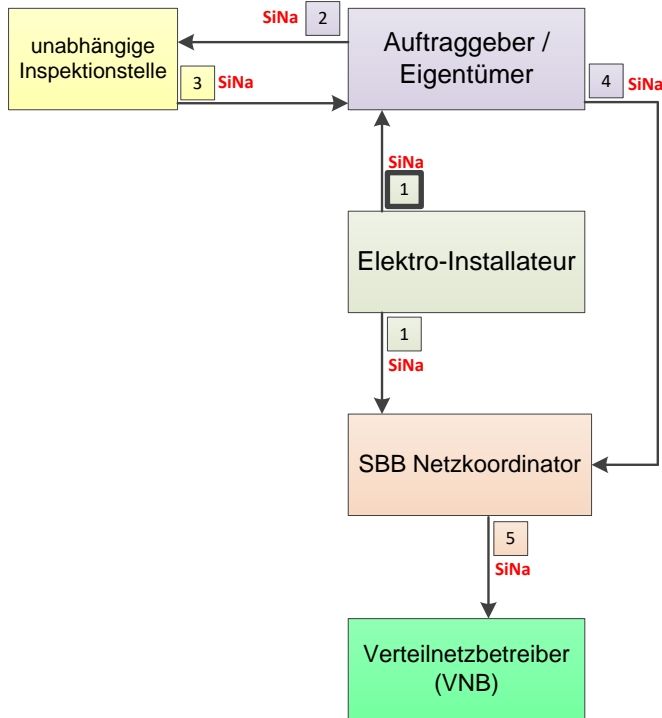 SiNa 2
unabhängige
Inspektionstelle
Auftraggeber /
Eigentümer
3 SiNa
4 SiNa
SiNa
1
Elektro-Installateur
1
SiNa
SBB Netzkoordinator
5
SiNa
Verteilnetzbetreiber
(VNB)